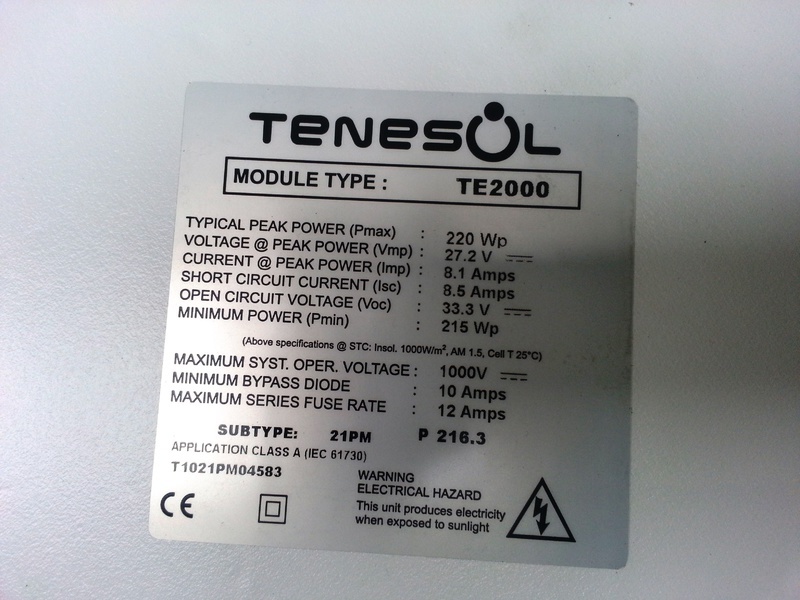 TENESOL
MODULE TYPE : TE2000
TYPICAL PEAK POWER (Pmax) : 220 Wp
VOLTAGE @ PEAK POWER (Vmp) : 27.2 V
CURRENT @ PEAK POWER (Imp) : 8.1 Amps
SHORT CIRCUIT CURRENT (Isc) : 8.5 Amps
OPEN CIRCUIT VOLTAGE (Voc) : 33.3 V
MINIMUM POWER (Pmin) : 215 Wp
(Above specifications @ STC: Insol. 1000W/m², AM 1.5, Cell T 25°C)
MAXIMUM SYST. OPER. VOLTAGE : 1000V
MINIMUM BYPASS DIODE : 10 Amps
MAXIMUM SERIES FUSE RATE : 12 Amps
SUBTYPE: 21PM P 216.3
APPLICATION CLASS A (IEC 61730)
T1021PM04583
WARNING
ELECTRICAL HAZARD
This unit produces electricity
when exposed to sunlight
CE